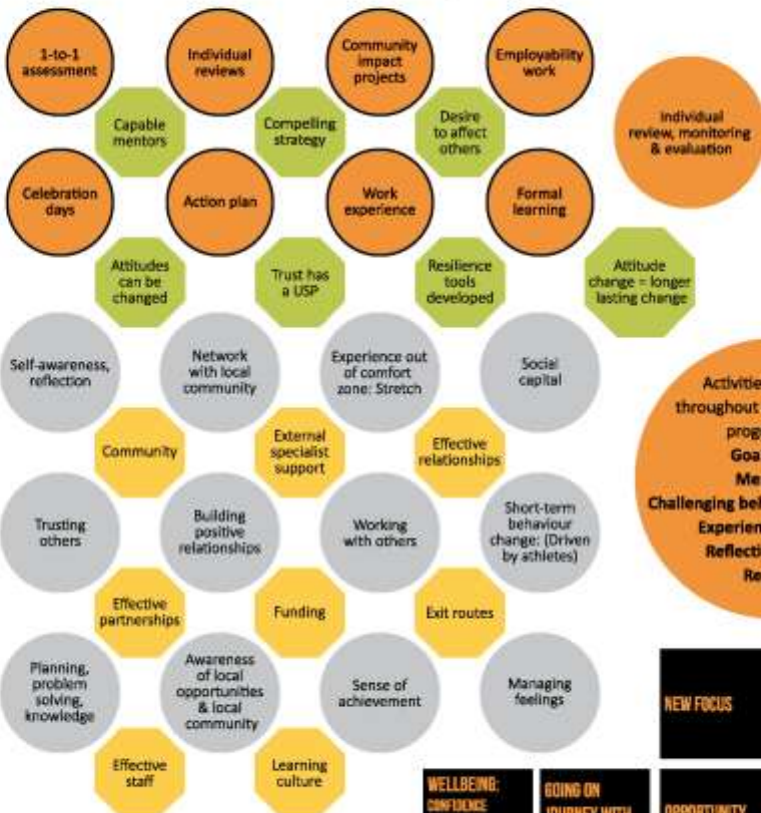 1-to-1
assessment
Individual
reviews
Community
impact
projects
Employability
work
Capable
mentors
Compelling
strategy
Desire
to affect
others
Individual
review, monitoring
& evaluation
Celebration
days
Action plan
Work
experience
Formal
learning
Attitudes
can be
changed
Trust has
a USP
Resilience
tools
developed
Attitude
change = longer
lasting change
Self-awareness,
reflection
Network
with local
community
Experience out
of comfort
zone: Stretch
Social
capital
Community
External
specialist
support
Effective
relationships
Trusting
others
Building
positive
relationships
Working
with others
Short-term
behaviour
change: (Driven
by athletes)
Effective
partnerships
Funding
Exit routes
Planning,
problem
solving,
knowledge
Awareness
of local
opportunities
& local
community
Sense of
achievement
Managing
feelings
Effective
staff
Learning
culture
throughout
Challenging
NEW FOCUS
WELLBEING:
CONFIDENCE
GOING ON
JOURNEY WITH
OPPORTUNITY